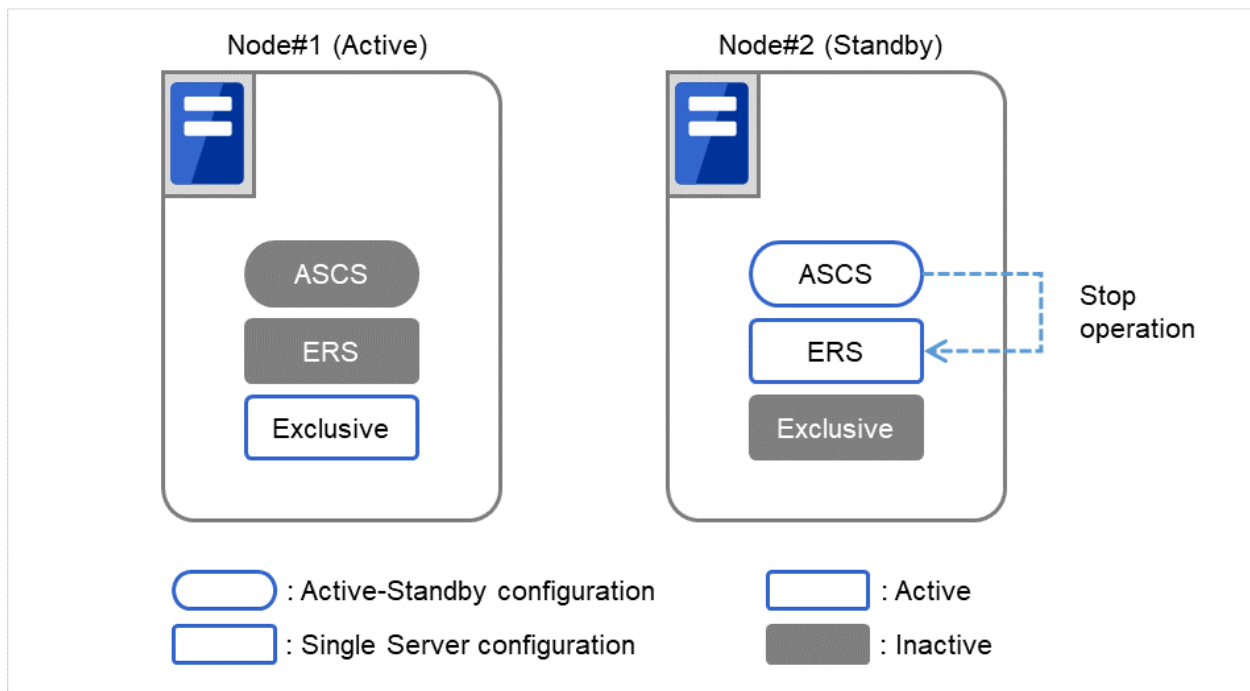 Node#1 (Active)
Node#2 (Standby)
ASCS
ERS
Exclusive
ASCS
ERS
Exclusive
Stop
operation
: Active-Standby configuration
: Active
: Single Server configuration
: Inactive